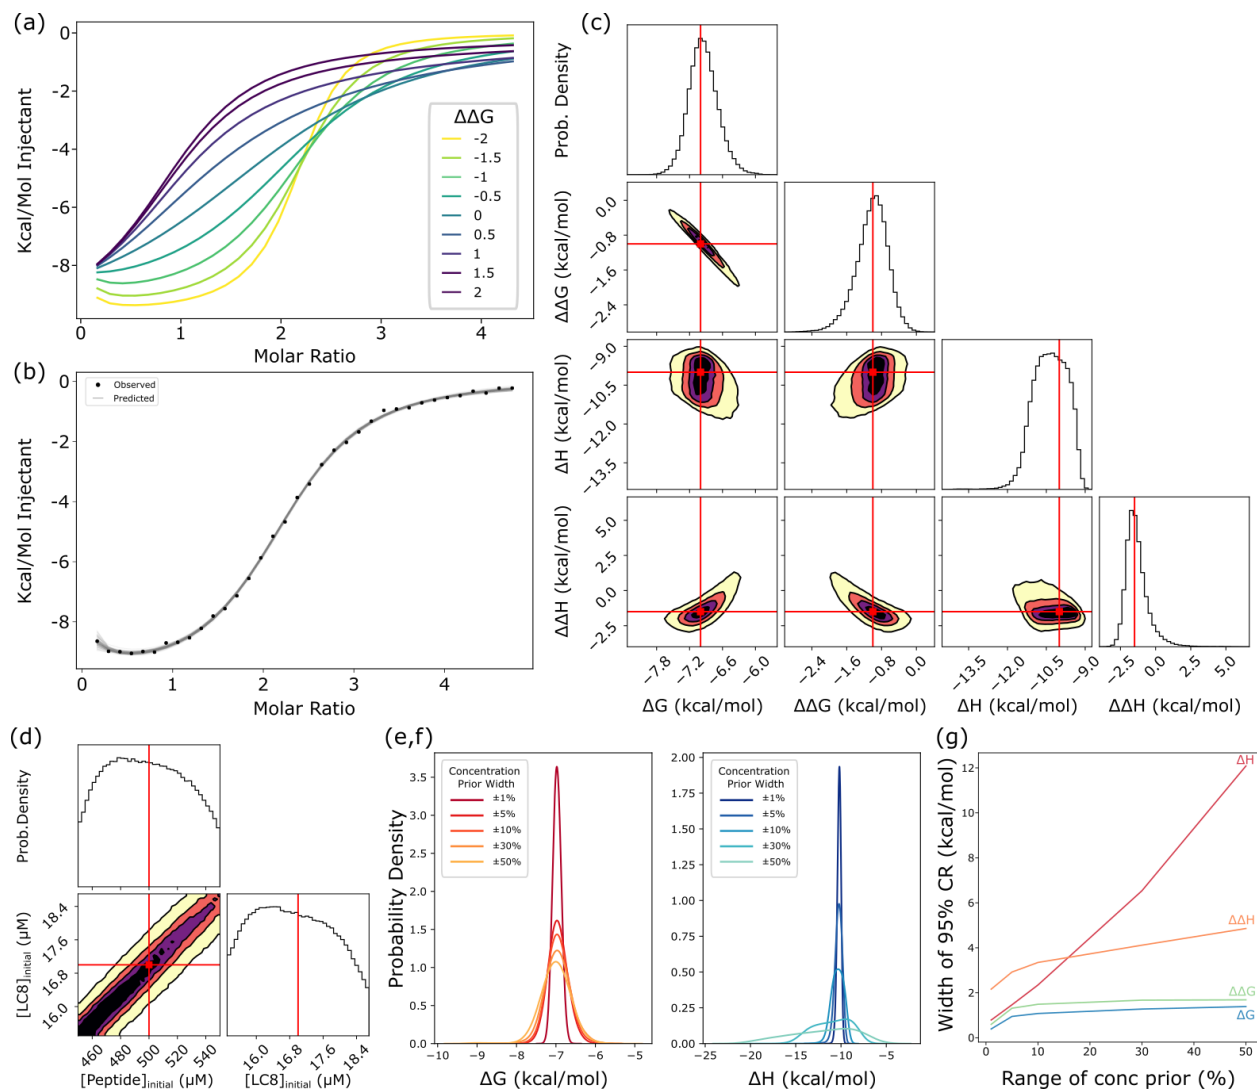 (a)
0
-2
-4
-6
-8
Kcal/Mol Injectant
ΔΔG
-2
-1.5
-1
-0.5
0
0.5
1
1.5
2
0 1 2 3 4
Molar Ratio
(b)
0
-2
-4
-6
-8
Kcal/Mol Injectant
Observed
Predicted
0 1 2 3 4
Molar Ratio
(c)
Prob. Density
0.0
−0.8
−1.6
−2.4
ΔΔG (kcal/mol)
−9.0
−10.5
−12.0
−13.5
ΔH (kcal/mol)
5.0
2.5
0.0
−2.5
ΔΔH (kcal/mol)
−7.8 −7.2 −6.6 −6.0
−2.4 −1.6 −0.8 0.0
−13.5 −12.0 −10.5 −9.0
−2.5 0.0 2.5 5.0
ΔG (kcal/mol)
ΔΔG (kcal/mol)
ΔH (kcal/mol)
ΔΔH (kcal/mol)
(d)
Prob.Density
18.4
17.6
16.8
16.0
[LC8]initial (μM)
460 500 520 540
16.0 16.8 17.6 18.4
[Peptide]initial (μM)
[LC8]initial (μM)
(e,f)
Probability Density
3.5
3.0
2.5
2.0
1.5
1.0
0.5
0.0
Concentration
Prior Width
±1%
±5%
±10%
±30%
±50%
−10 −9 −8 −7 −6 −5
ΔG (kcal/mol)
2.00
1.75
1.50
1.25
1.00
0.75
0.50
0.25
0.00
Concentration
Prior Width
±1%
±5%
±10%
±30%
±50%
−25 −20 −15 −10 −5
ΔH (kcal/mol)
(g)
Width of 95% CR (kcal/mol)
12
10
8
6
4
2
0
ΔH
ΔΔH
ΔΔG
ΔG
0 10 20 30 40 50
Range of conc prior (%)